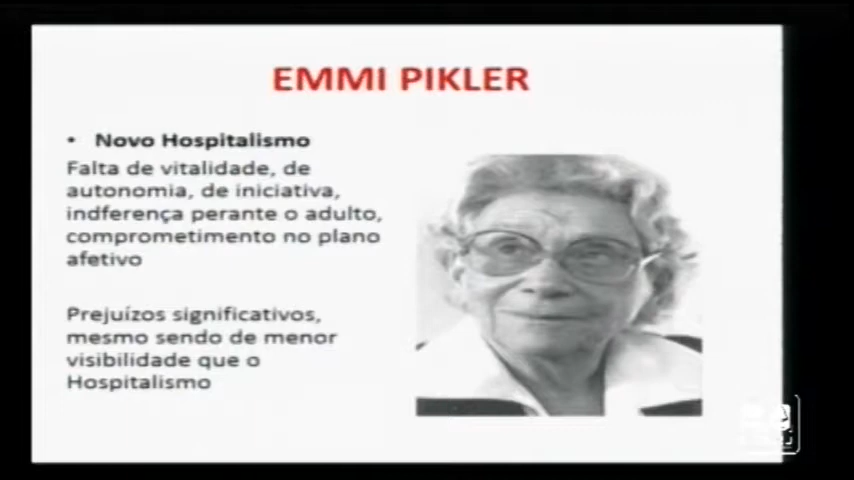 EMMI PIKLER
• Novo Hospitalismo
Falta de vitalidade, de
autonomia, de iniciativa,
indferença perante o adulto,
comprometimento no plano
afetivo
Prejuízos significativos,
mesmo sendo de menor
visibilidade que o
Hospitalismo